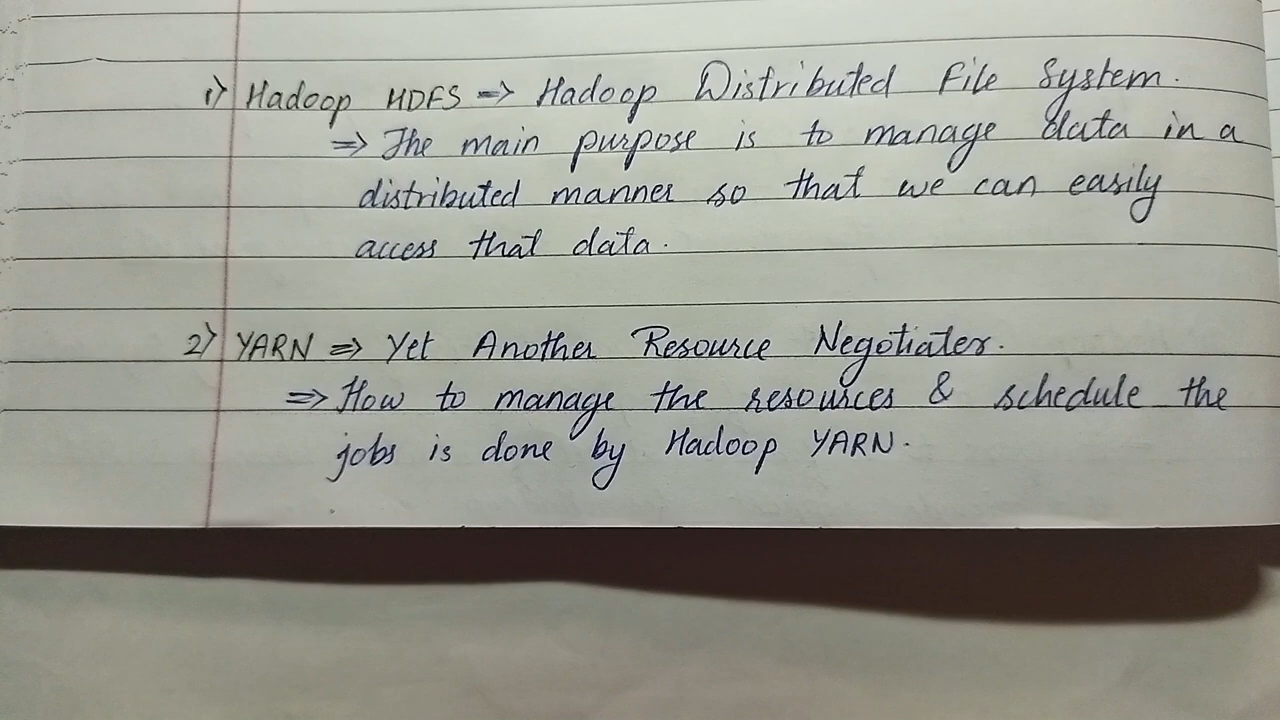 1) Hadoop HDFS => Hadoop Distributed File System.
=> The main purpose is to manage data in a
distributed manner so that we can easily
access that data.
2) YARN => Yet Another Resource Negotiater.
=> How to manage the resources & schedule the
jobs is done by Hadoop YARN.